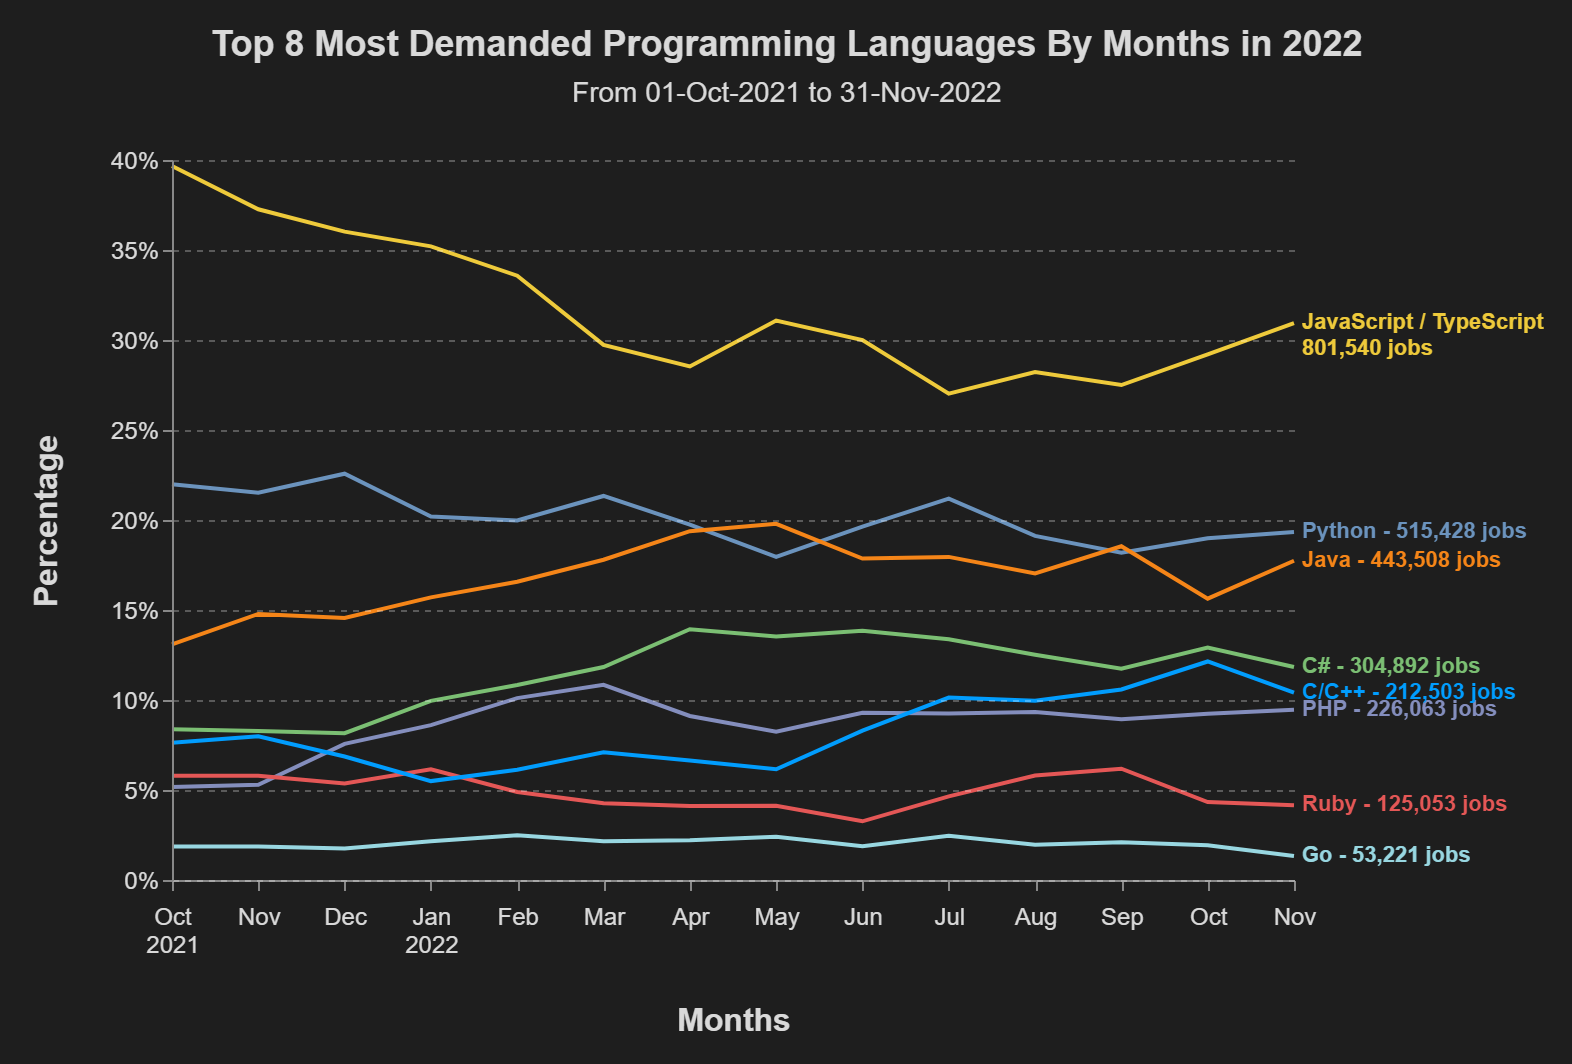 Top 8 Most Demanded Programming Languages By Months in 2022
From 01-Oct-2021 to 31-Nov-2022
Percentage
40%
35%
30%
25%
20%
15%
10%
5%
0%
JavaScript / TypeScript
801,540 jobs
Python - 515,428 jobs
Java - 443,508 jobs
C# - 304,892 jobs
C/C++ - 212,503 jobs
PHP - 226,063 jobs
Ruby - 125,053 jobs
Go - 53,221 jobs
Oct Nov Dec Jan Feb Mar Apr May Jun Jul Aug Sep Oct Nov
2021 2022
Months